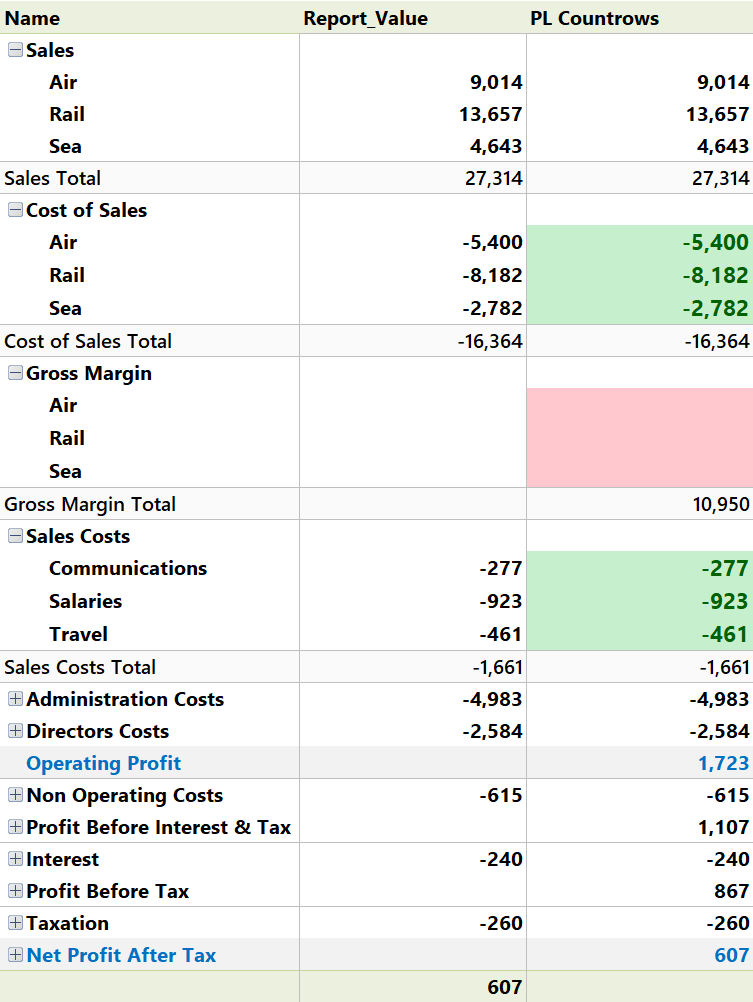 Name Report_Value PL Countrows
Sales
Air 9,014 9,014
Rail 13,657 13,657
Sea 4,643 4,643
Sales Total 27,314 27,314
Cost of Sales
Air -5,400 -5,400
Rail -8,182 -8,182
Sea -2,782 -2,782
Cost of Sales Total -16,364 -16,364
Gross Margin
Air
Rail
Sea
Gross Margin Total 10,950
Sales Costs
Communications -277 -277
Salaries -923 -923
Travel -461 -461
Sales Costs Total -1,661 -1,661
Administration Costs -4,983 -4,983
Directors Costs -2,584 -2,584
Operating Profit 1,723
Non Operating Costs -615 -615
Profit Before Interest & Tax 1,107
Interest -240 -240
Profit Before Tax 867
Taxation -260 -260
Net Profit After Tax 607
607